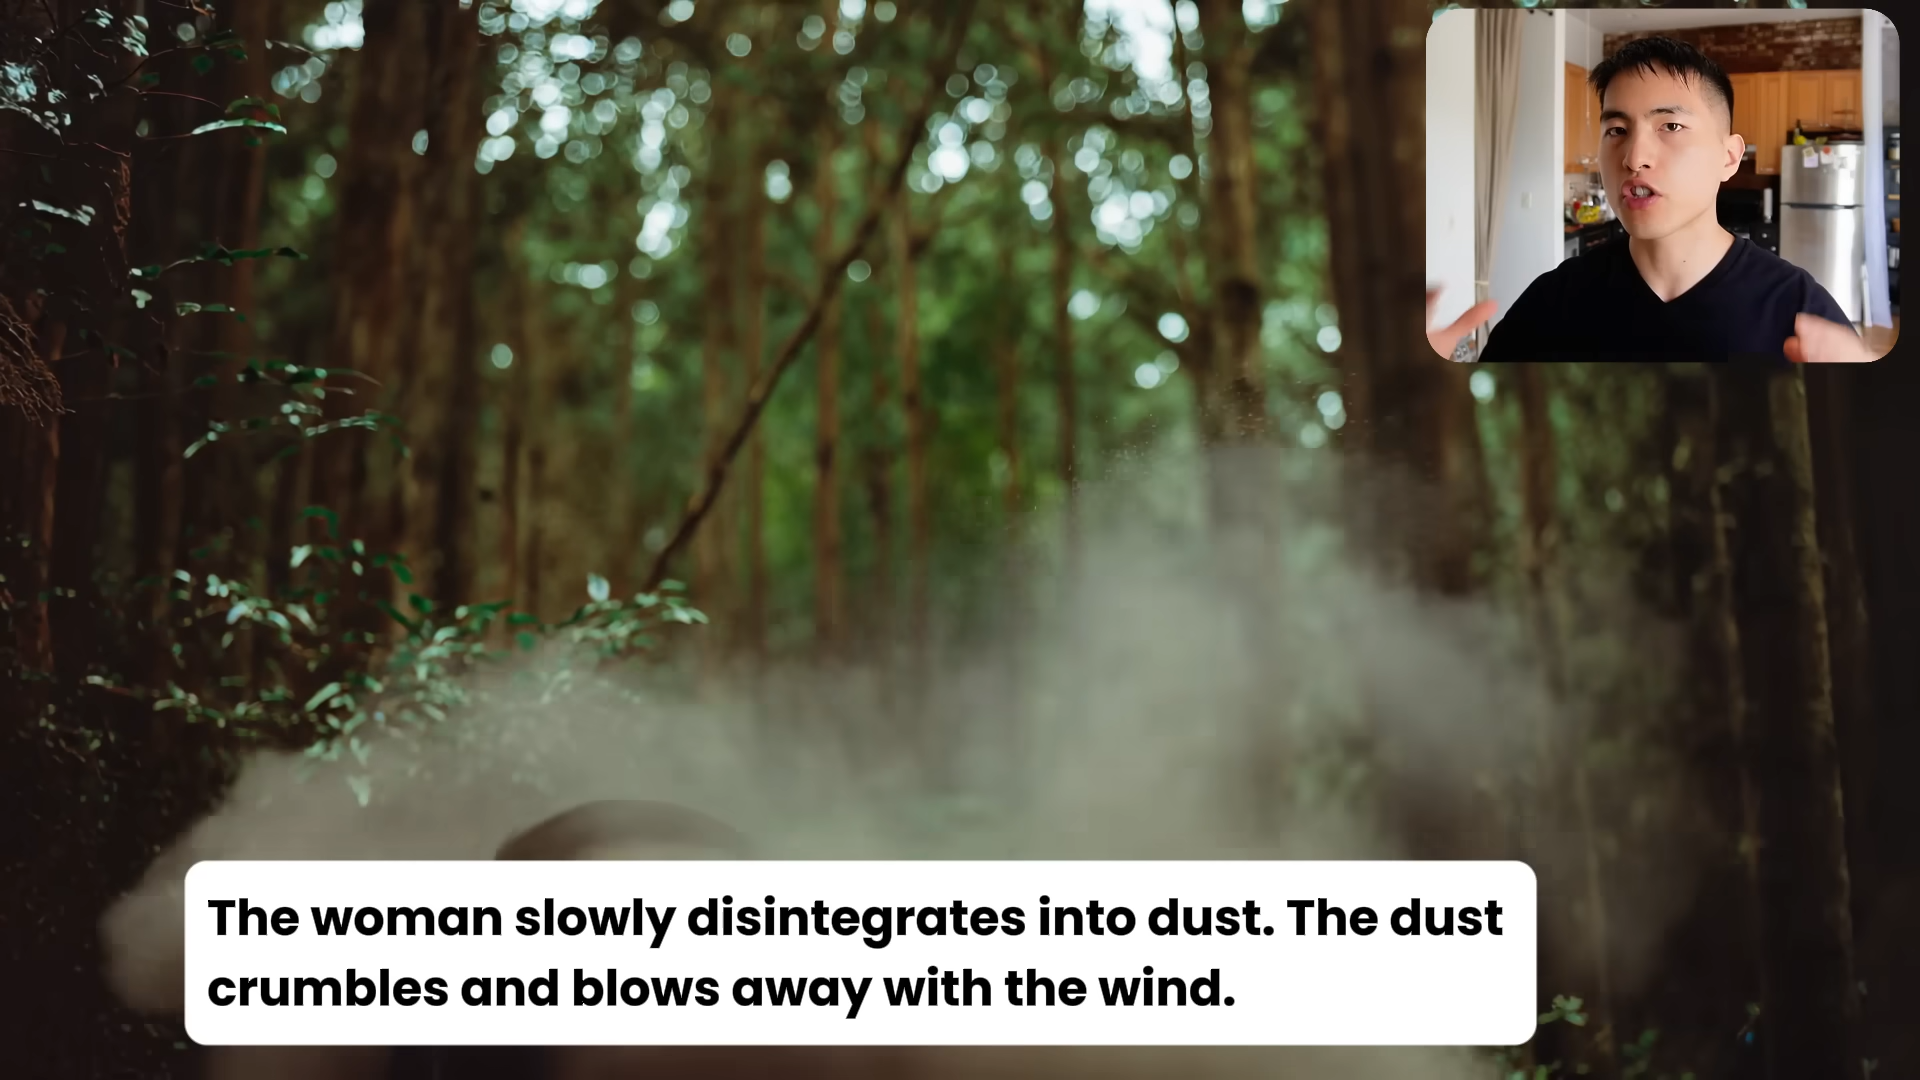 The woman slowly disintegrates into dust. The dust
crumbles and blows away with the wind.